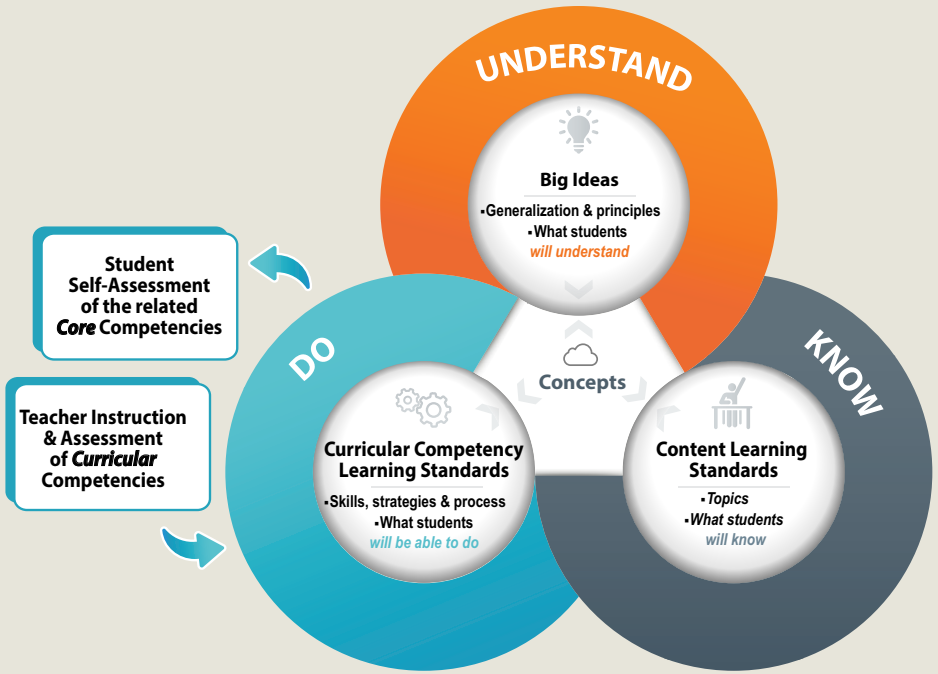 UNDERSTAND
Big Ideas
▪Generalization & principles
▪What students
will understand
Student
Self-Assessment
of the related
Core Competencies
Teacher Instruction
& Assessment
of Curricular
Competencies
DO
Curricular Competency
Learning Standards
▪Skills, strategies & process
▪What students
will be able to do
Concepts
KNOW
Content Learning
Standards
▪Topics
▪What students
will know